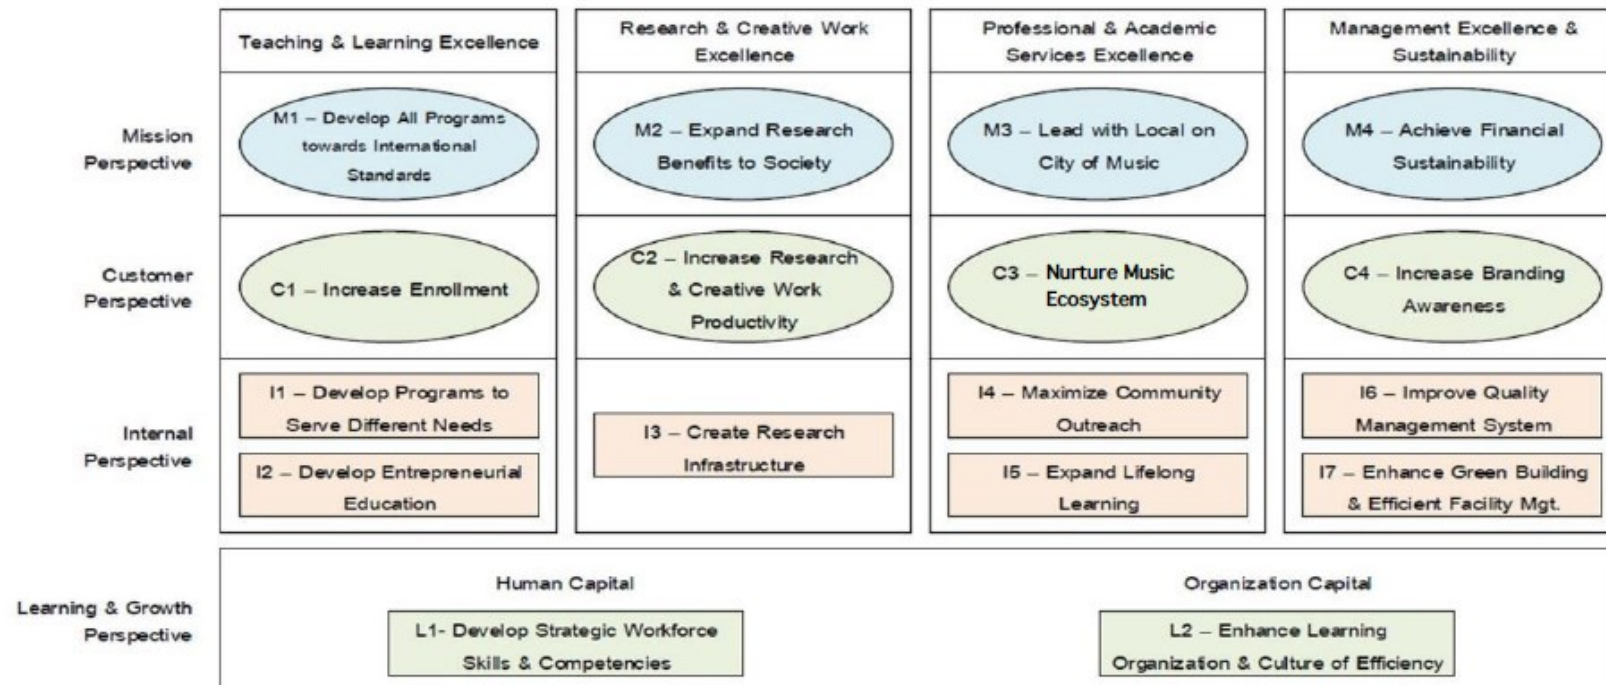 Teaching & Learning Excellence
Research & Creative Work
Excellence
Professional & Academic
Services Excellence
Management Excellence &
Sustainability
Mission
Perspective
M1 – Develop All Programs
towards International
Standards
M2 – Expand Research
Benefits to Society
M3 – Lead with Local on
City of Music
M4 – Achieve Financial
Sustainability
Customer
Perspective
C1 – Increase Enrollment
C2 – Increase Research
& Creative Work
Productivity
C3 – Nurture Music
Ecosystem
C4 – Increase Branding
Awareness
Internal
Perspective
I1 – Develop Programs to
Serve Different Needs
I2 – Develop Entrepreneurial
Education
I3 – Create Research
Infrastructure
I4 – Maximize Community
Outreach
I5 – Expand Lifelong
Learning
I6 – Improve Quality
Management System
I7 – Enhance Green Building
& Efficient Facility Mgt.
Learning & Growth
Perspective
Human Capital
L1- Develop Strategic Workforce
Skills & Competencies
Organization Capital
L2 – Enhance Learning
Organization & Culture of Efficiency